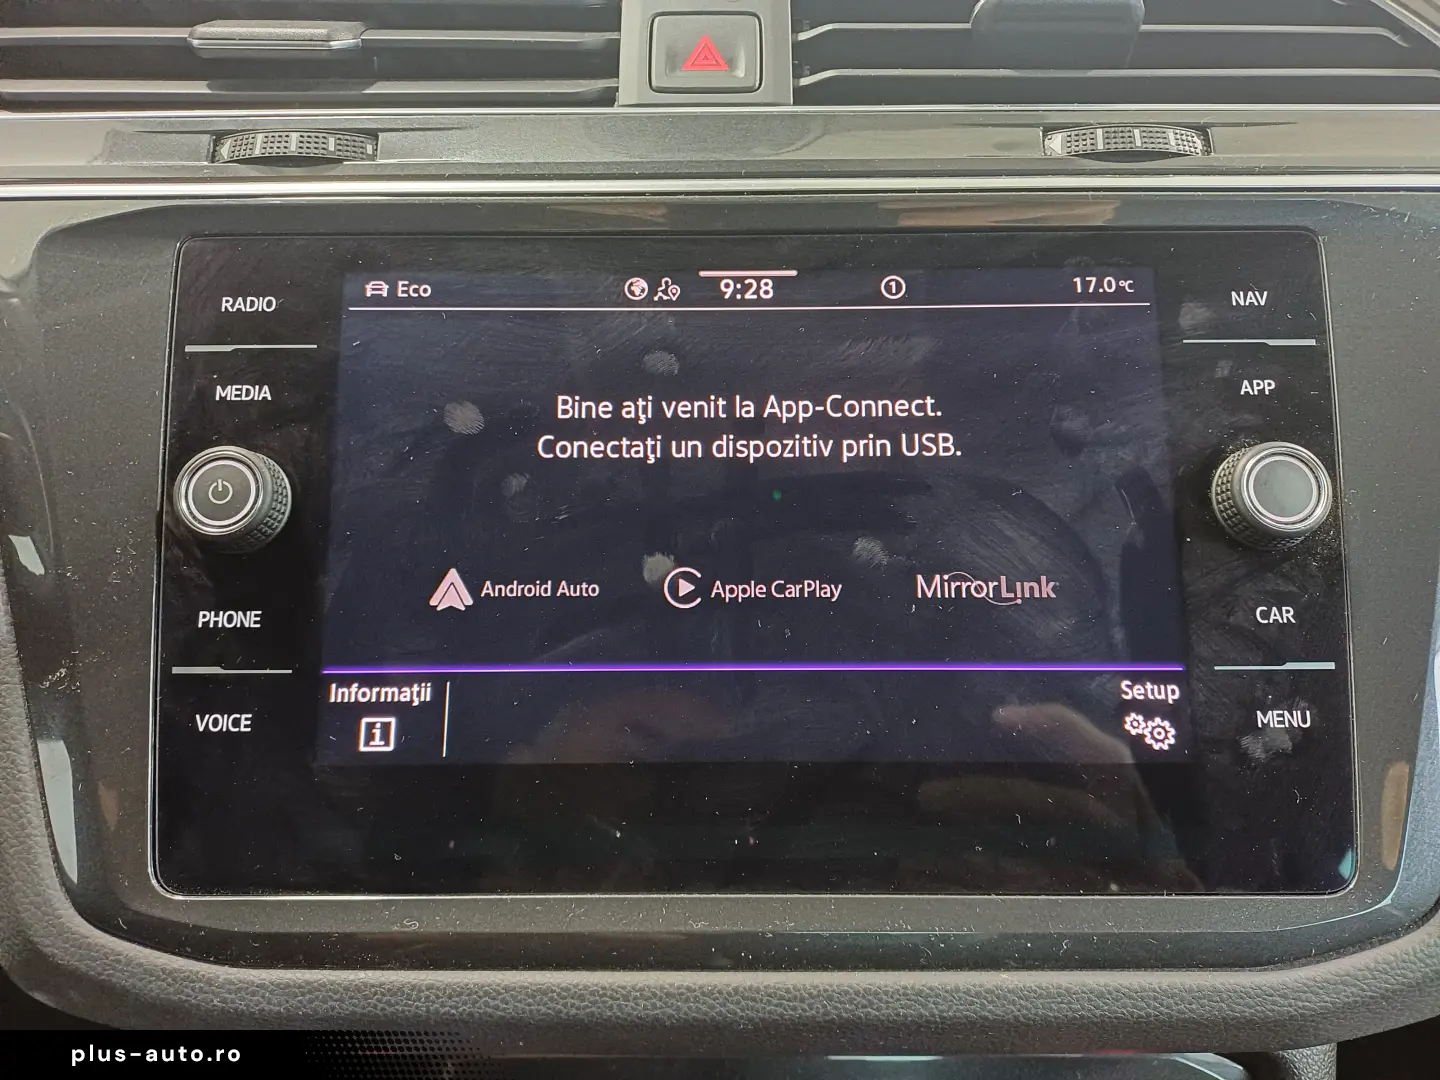 RADIO
MEDIA
PHONE
VOICE
Eco
9:28
1
17.0°C
Bine aţi venit la App-Connect.
Conectaţi un dispozitiv prin USB.
Android Auto
Apple CarPlay
MirrorLink
Informaţii
i
Setup
NAV
APP
CAR
MENU
plus-auto.ro